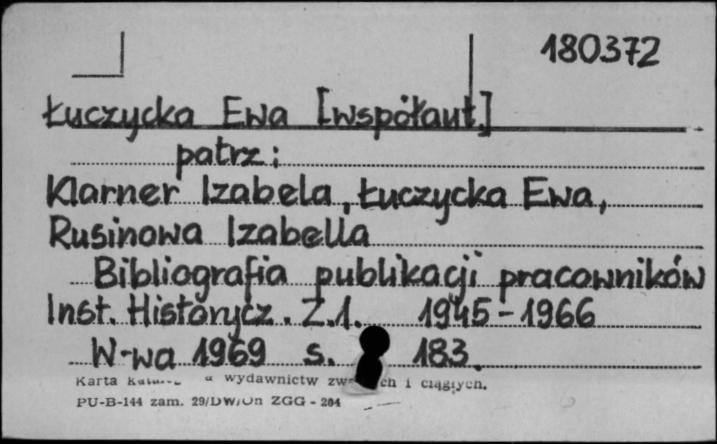 180372
Łuczycka Ewa [współaut]
patrz:
Klarner Izabela, Łuczycka Ewa,
Rusinowa Izabella
Bibliografia publikacji pracowników
Inst. Historycz. Z.1. 1945-1966
W-wa 1969 s. 183.
Karta wydawnictw i ciągłych.
PU-B-144 zam. 29/DW/On ZGG - 204